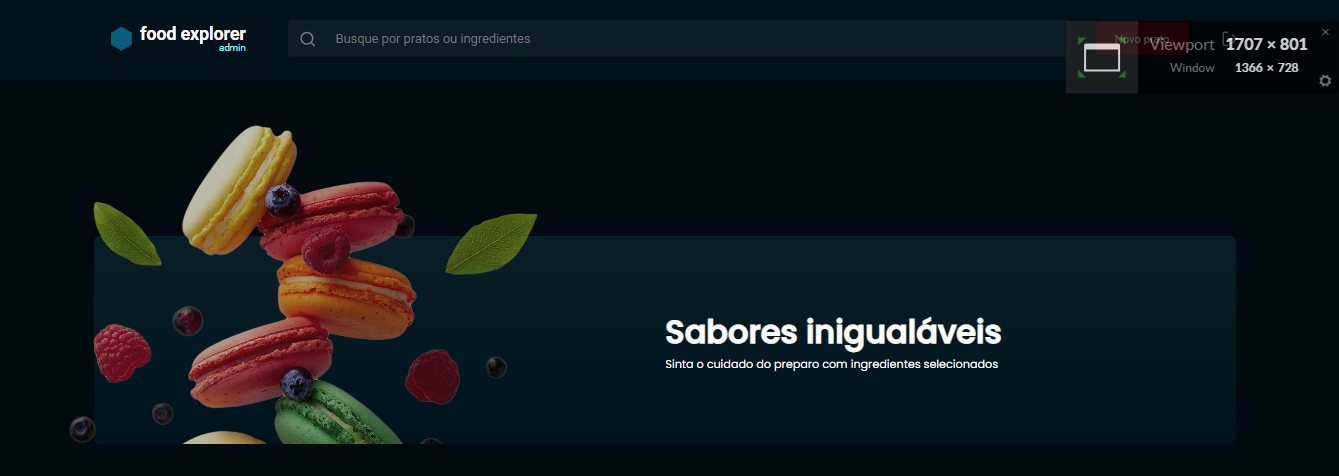 food explorer
admin
Busque por pratos ou ingredientes
Novo prato
Viewport 1707 × 801
Window 1366 × 728
Sabores inigualáveis
Sinta o cuidado do preparo com ingredientes selecionados